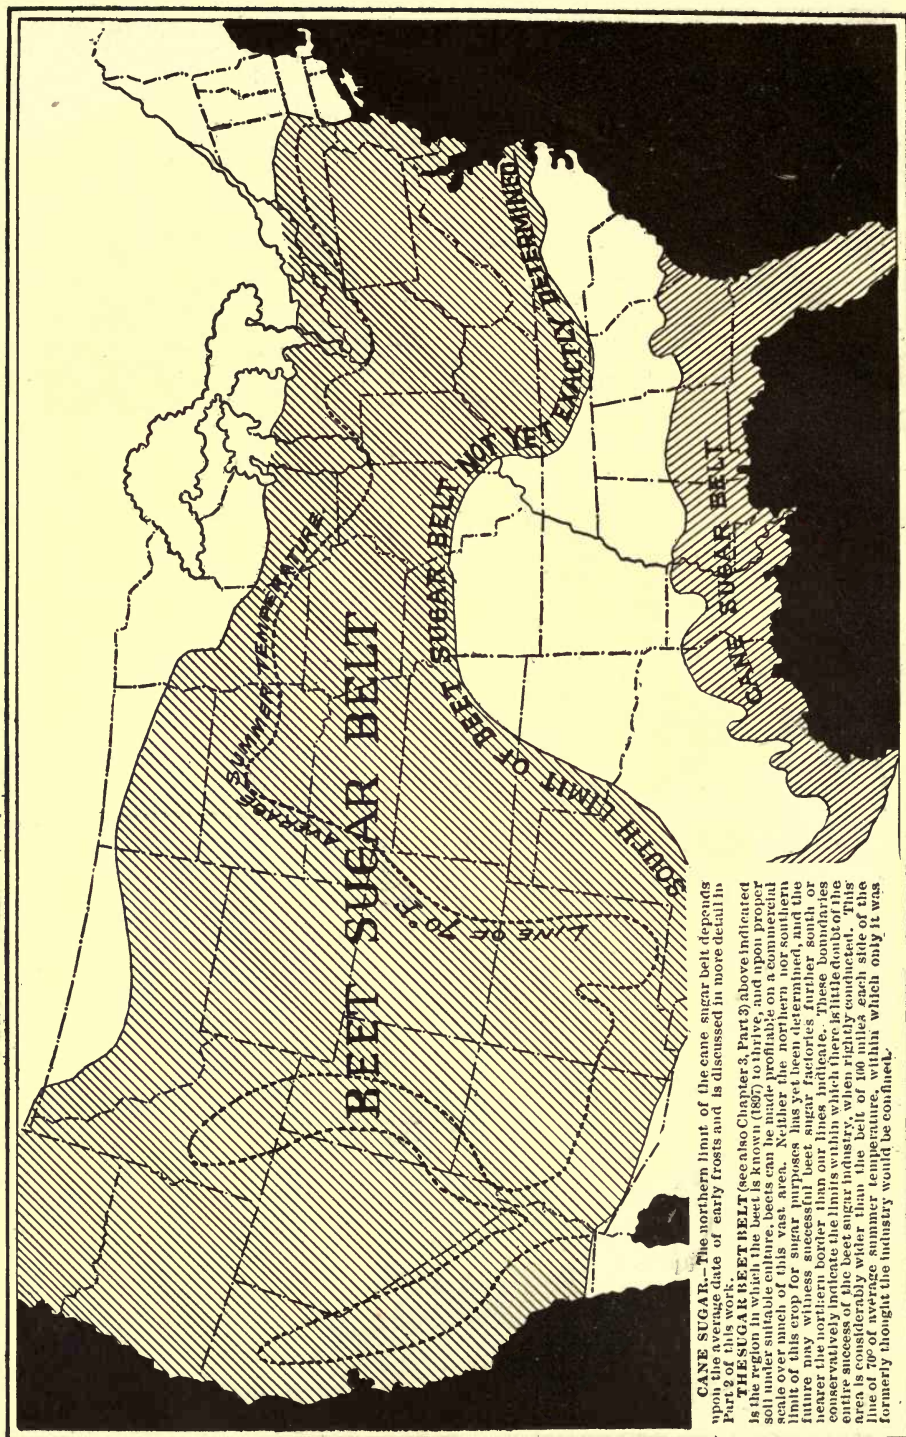 BEET SUGAR BELT
AVERAGE SUMMER TEMPERATURE
LINE OF 70° F.
SOUTH LIMIT OF BEET SUGAR BELT NOT YET EXACTLY DETERMINED
CANE SUGAR BELT
CANE SUGAR.—The northern limit of the cane sugar belt depends
upon the average date of early frosts and is discussed in more detail in
Part 2 of this work.
THE SUGAR BEET BELT (see also Chapter 3, Part 3) above indicated
is the region in which the beet is known (1897) to thrive, and upon proper
soil under suitable culture, beets can be made profitable on a commercial
scale over much of this vast area. Neither the northern nor southern
limit of this crop for sugar purposes has yet been determined, and the
future may witness successful beet sugar factories further south or
nearer the northern border than our lines indicate. These boundaries
conservatively indicate the limits within which there is little doubt of the
entire success of the beet sugar industry, when rightly conducted. This
area is considerably wider than the belt of 100 miles each side of the
line of 70° of average summer temperature, within which only it was
formerly thought the industry would be confined.